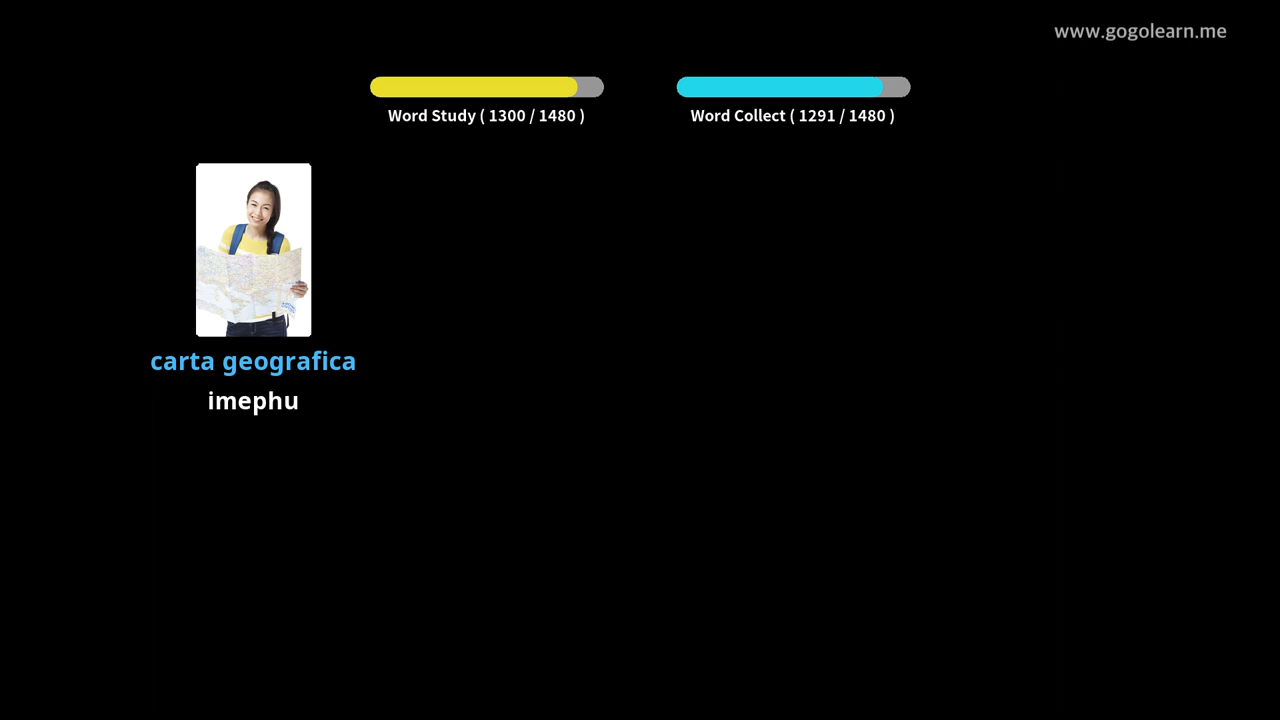 www.gogolearn.me
Word Study ( 1300 / 1480 )
Word Collect ( 1291 / 1480 )
carta geografica
imephu